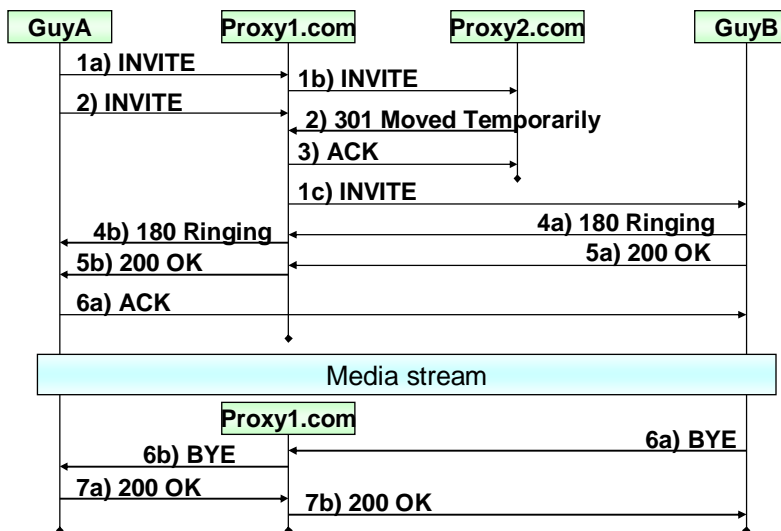 GuyA Proxy1.com Proxy2.com GuyB
1a) INVITE
1b) INVITE
2) INVITE
2) 301 Moved Temporarily
3) ACK
1c) INVITE
4a) 180 Ringing
4b) 180 Ringing
5a) 200 OK
5b) 200 OK
6a) ACK
Media stream
Proxy1.com
6a) BYE
6b) BYE
7a) 200 OK
7b) 200 OK